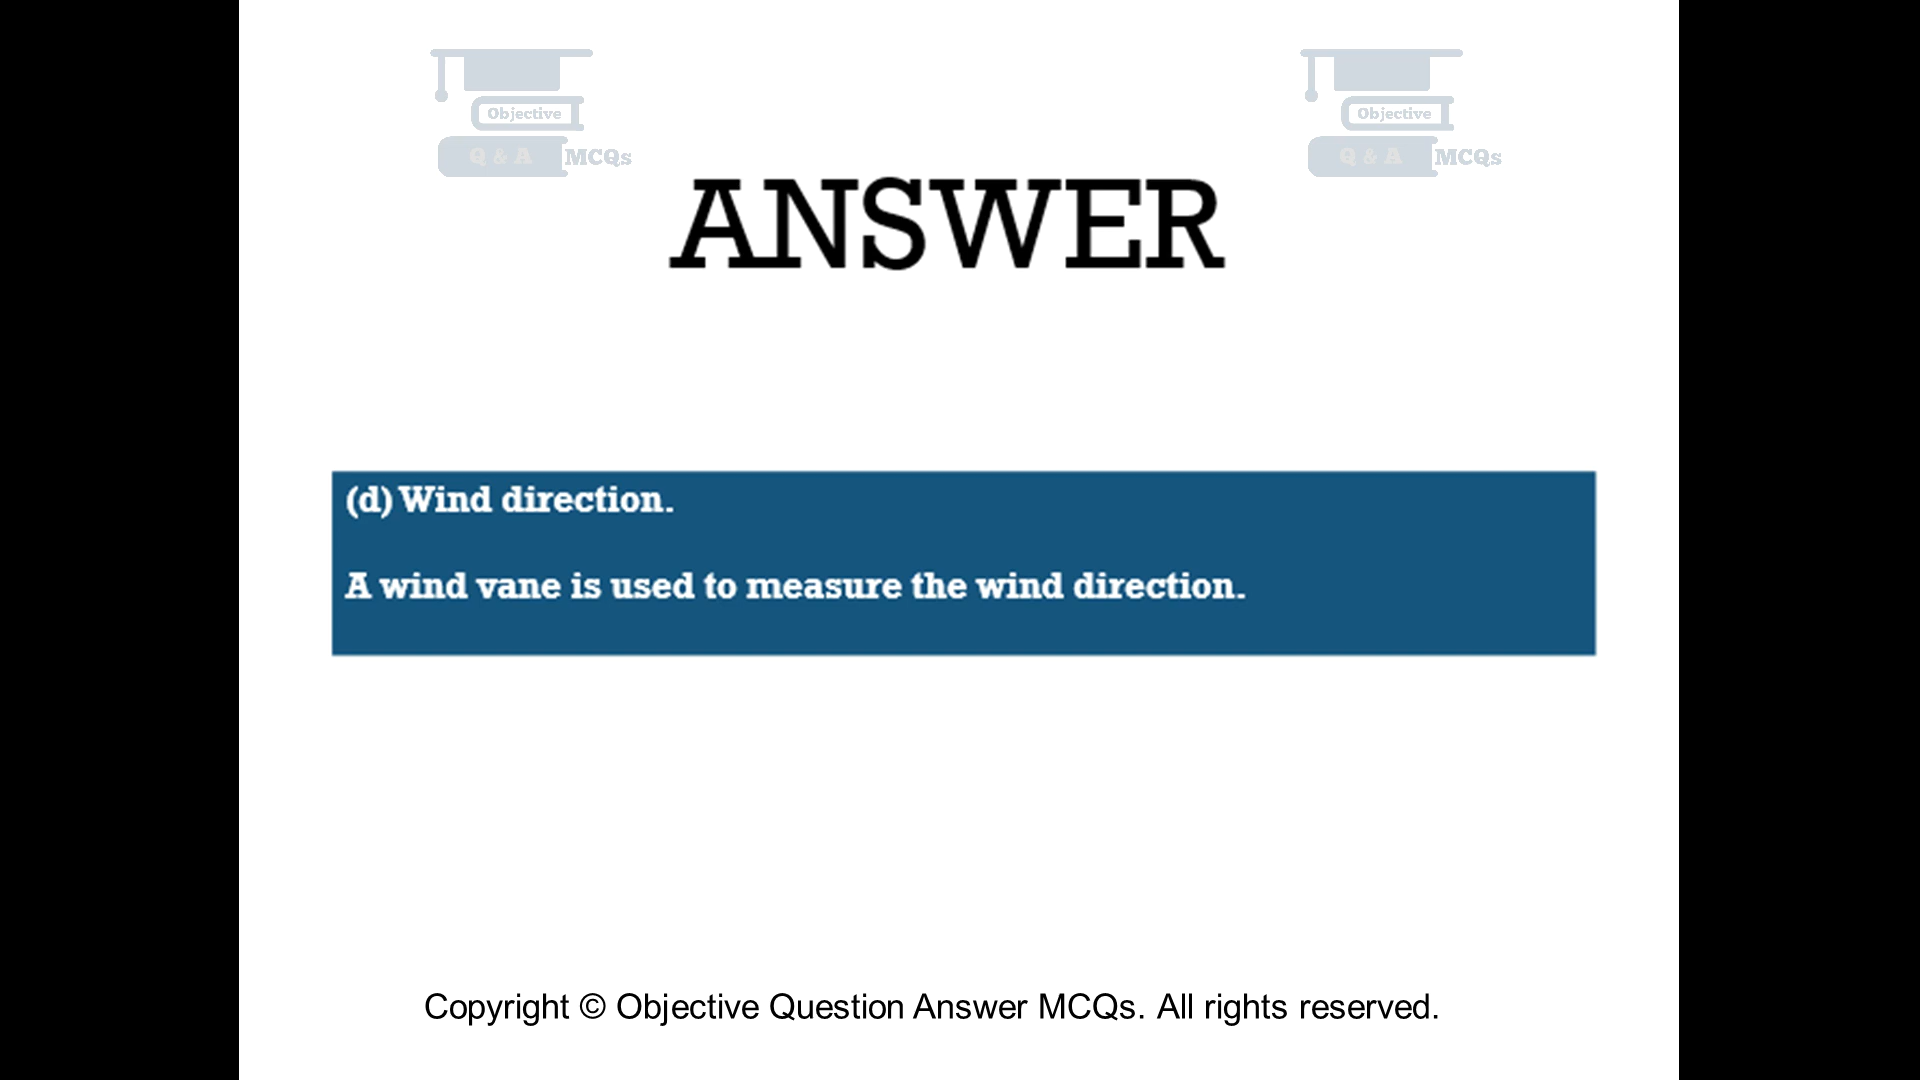 Objective
Q & A MCQs
Objective
Q & A MCQs
ANSWER
(d) Wind direction.
A wind vane is used to measure the wind direction.
Copyright © Objective Question Answer MCQs. All rights reserved.